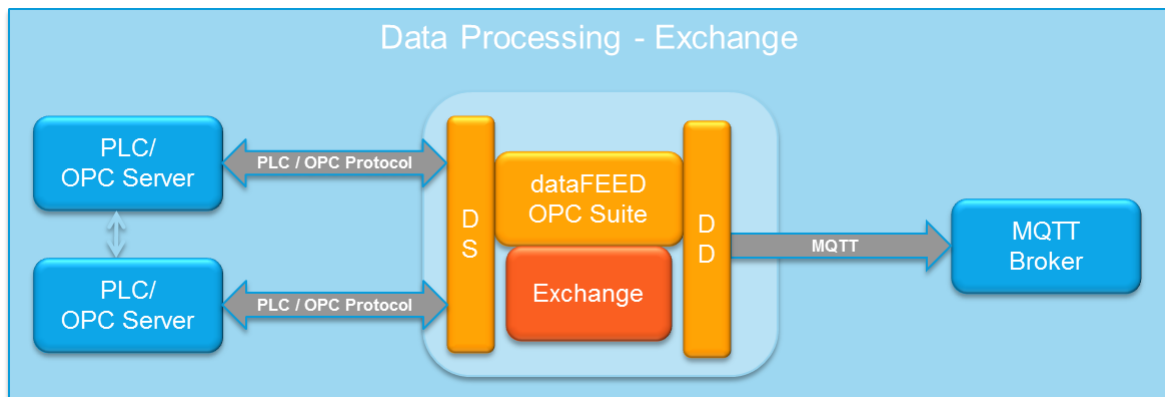 Data Processing - Exchange
PLC/
OPC Server
PLC / OPC Protocol
D
S
dataFEED
OPC Suite
D
D
MQTT
MQTT
Broker
PLC/
OPC Server
PLC / OPC Protocol
Exchange